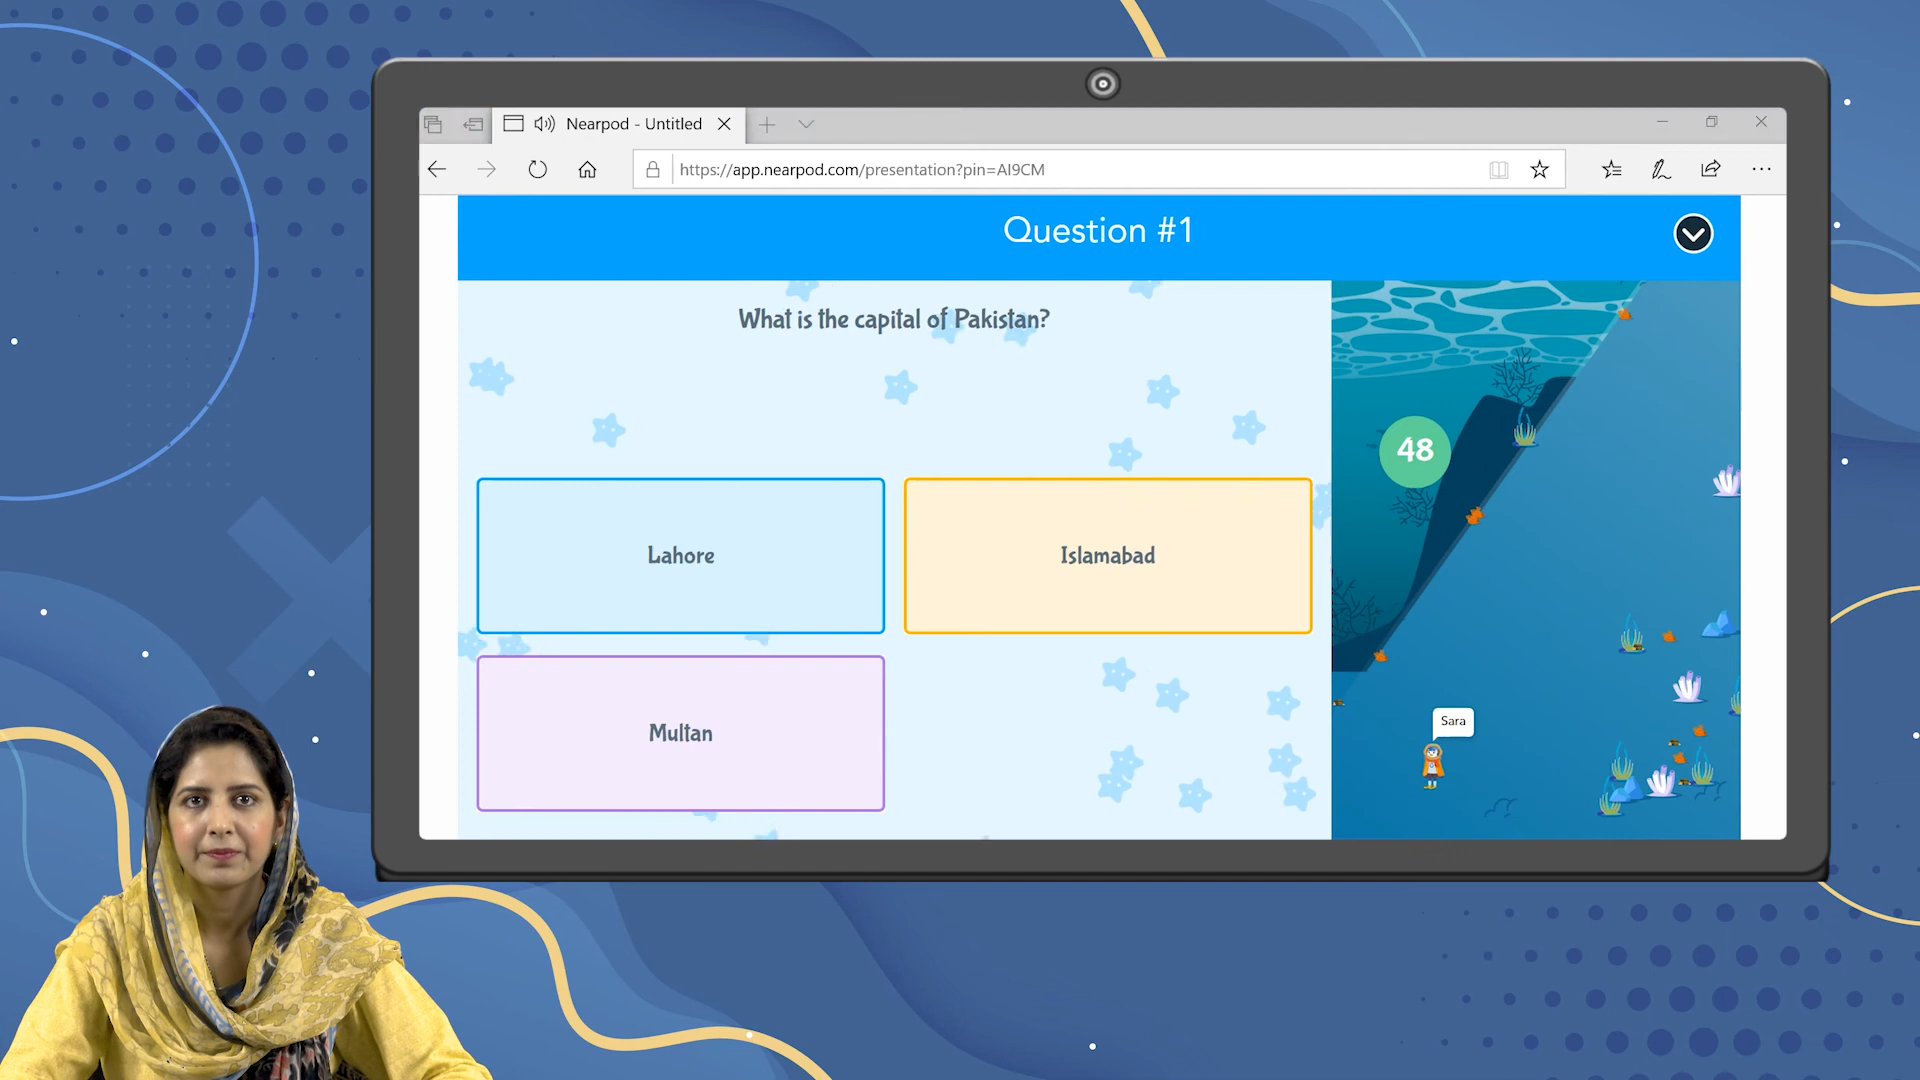 Nearpod - Untitled
https://app.nearpod.com/presentation?pin=AI9CM
Question #1
What is the capital of Pakistan?
48
Lahore
Islamabad
Multan
Sara